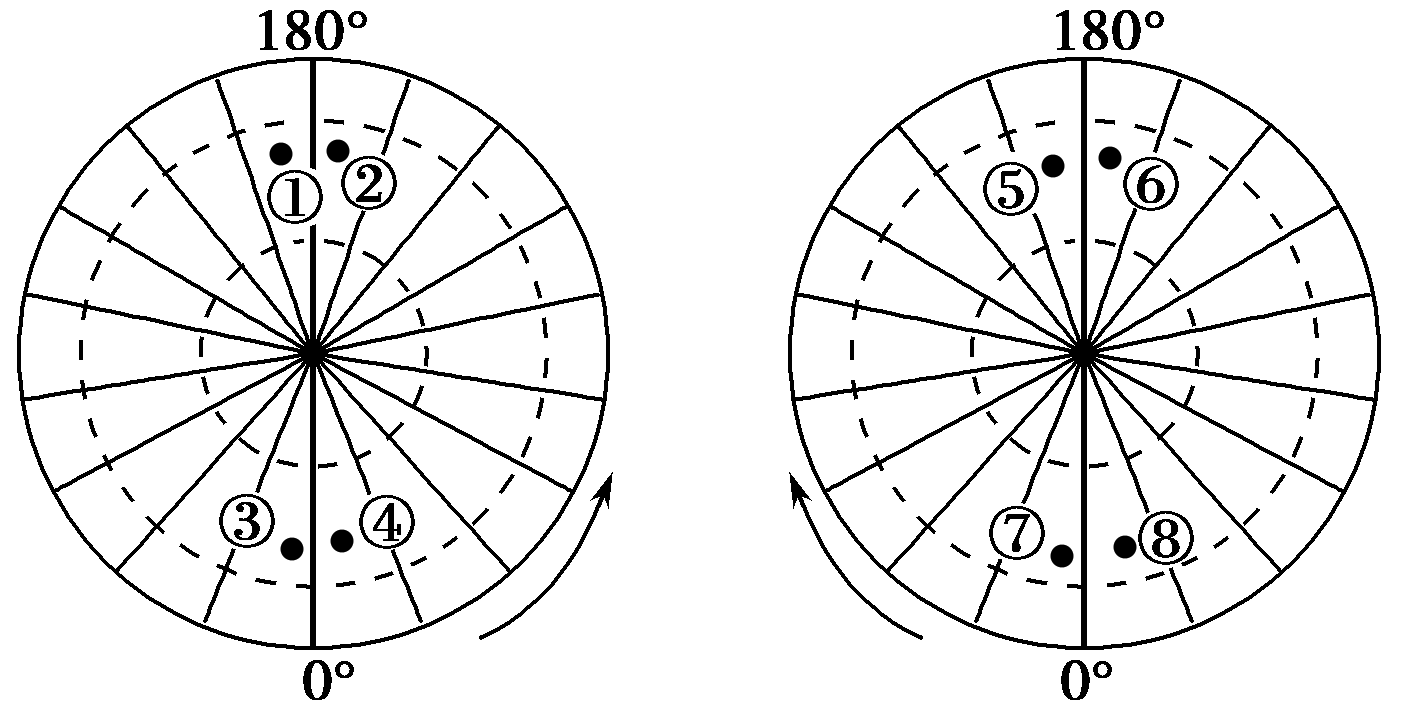 180° 180°
① ② ⑤ ⑥
③ ④ ⑦ ⑧
0° 0°